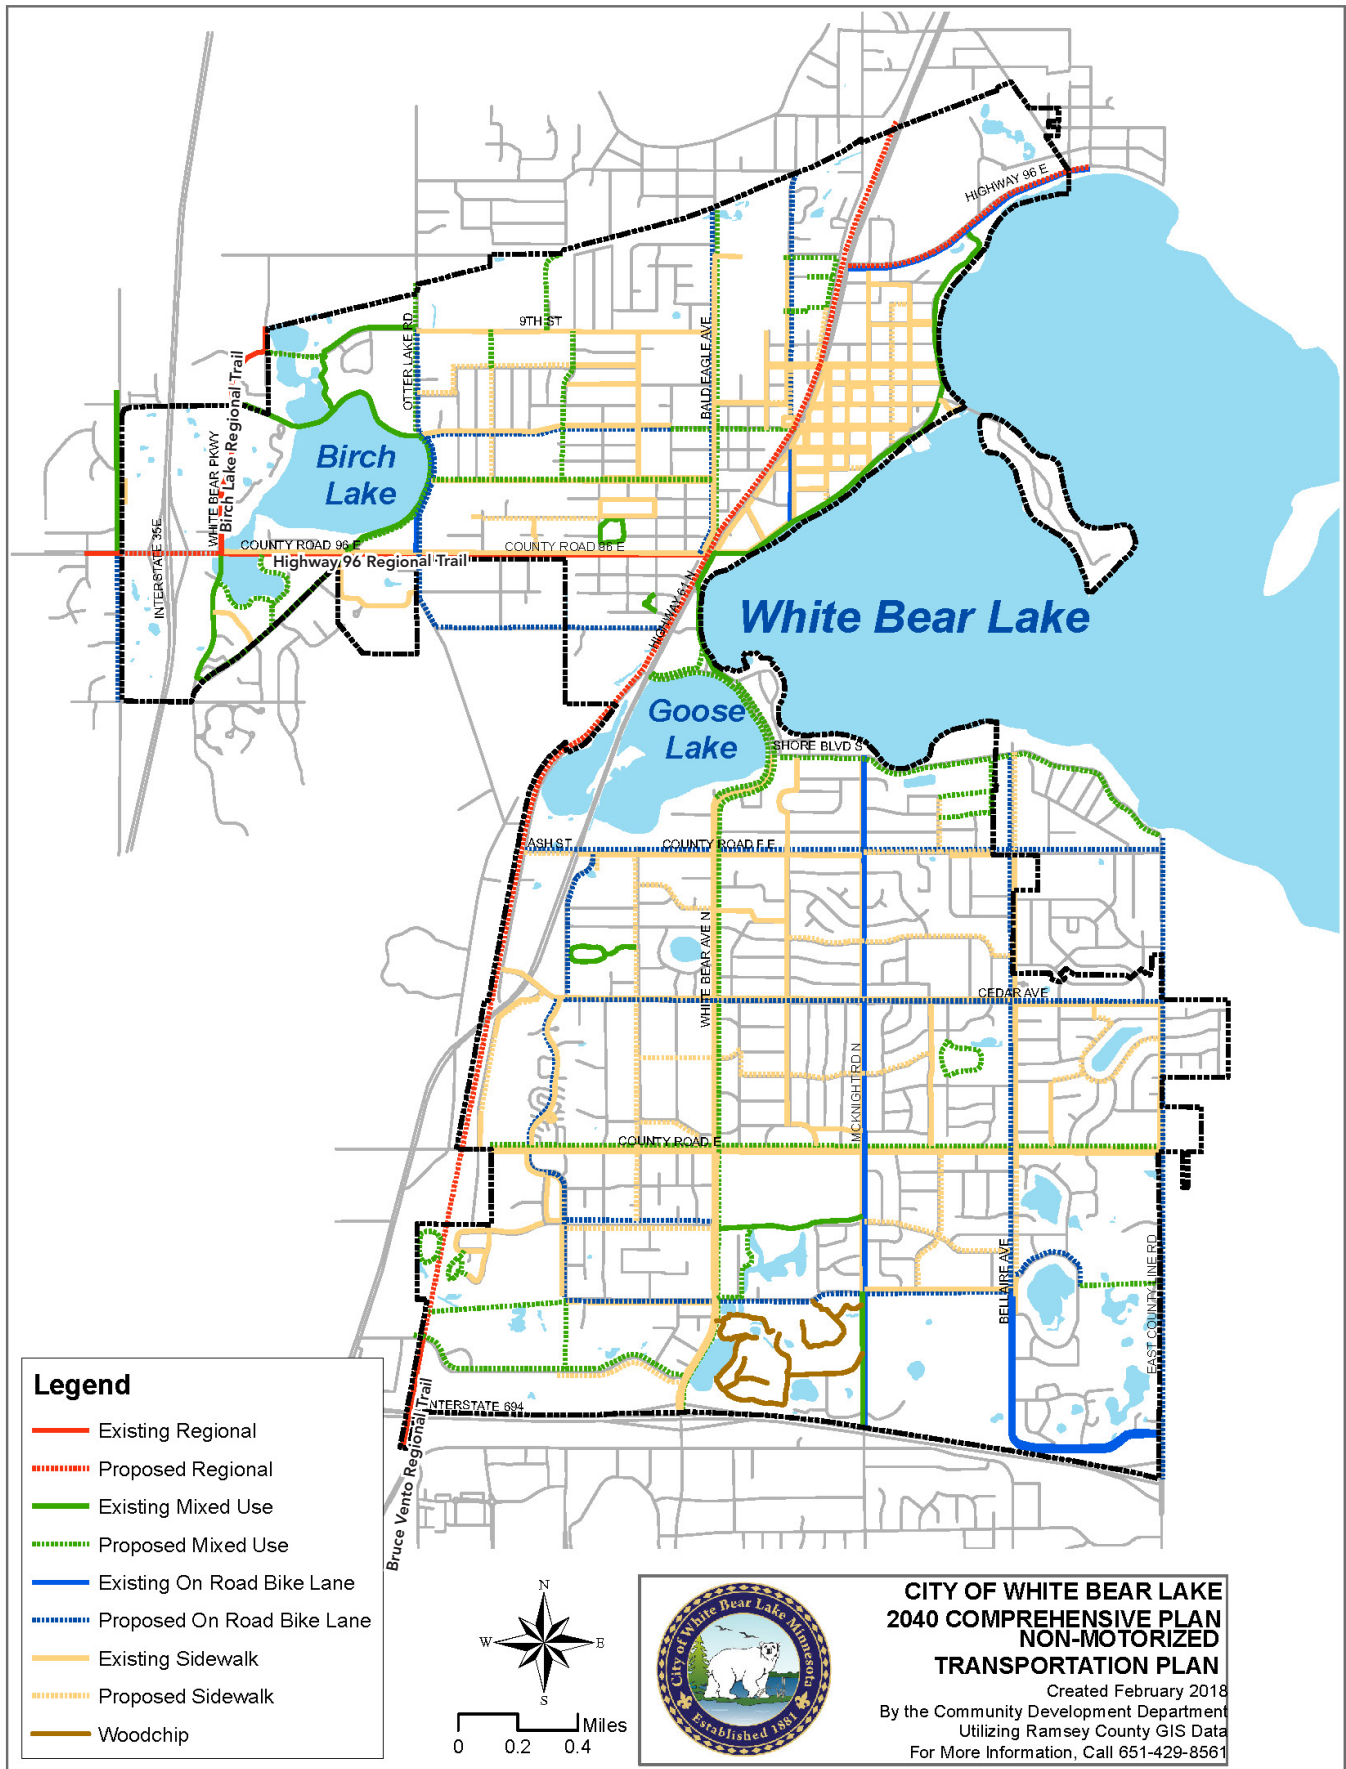 HIGHWAY 96 E
9TH ST
OTTER LAKE RD
BALD EAGLE AVE
Birch Lake Regional Trail
WHITE BEAR PKWY
Birch
Lake
INTERSTATE 35E
COUNTY ROAD 96 E
COUNTY ROAD 96 E
Highway 96 Regional Trail
HIGHWAY 61 N
White Bear Lake
Goose
Lake
SHORE BLVD S
ASH ST
COUNTY ROAD F E
WHITE BEAR AVE N
CEDAR AVE
MCKNIGHT RD N
COUNTY ROAD E
BELLAIRE AVE
EAST COUNTY LINE RD
NTERSTATE 694
Bruce Vento Regional Trail
Legend
Existing Regional
Proposed Regional
Existing Mixed Use
Proposed Mixed Use
Existing On Road Bike Lane
Proposed On Road Bike Lane
Existing Sidewalk
Proposed Sidewalk
Woodchip
N
W
E
S
Miles
0 0.2 0.4
City of White Bear Lake Minnesota
Established 1881
CITY OF WHITE BEAR LAKE
2040 COMPREHENSIVE PLAN
NON-MOTORIZED
TRANSPORTATION PLAN
Created February 2018
By the Community Development Department
Utilizing Ramsey County GIS Data
For More Information, Call 651-429-8561